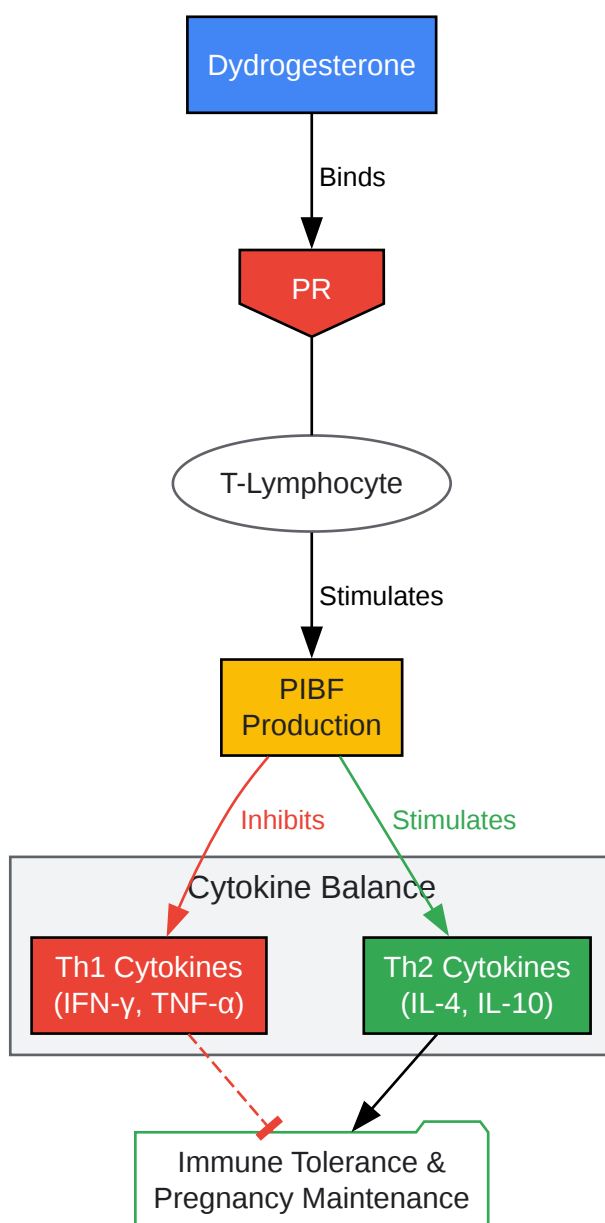 Dydrogesterone
Binds
PR
T-Lymphocyte
Stimulates
PIBF
Production
Inhibits
Stimulates
Cytokine Balance
Th1 Cytokines
(IFN-γ, TNF-α)
Th2 Cytokines
(IL-4, IL-10)
Immune Tolerance &
Pregnancy Maintenance